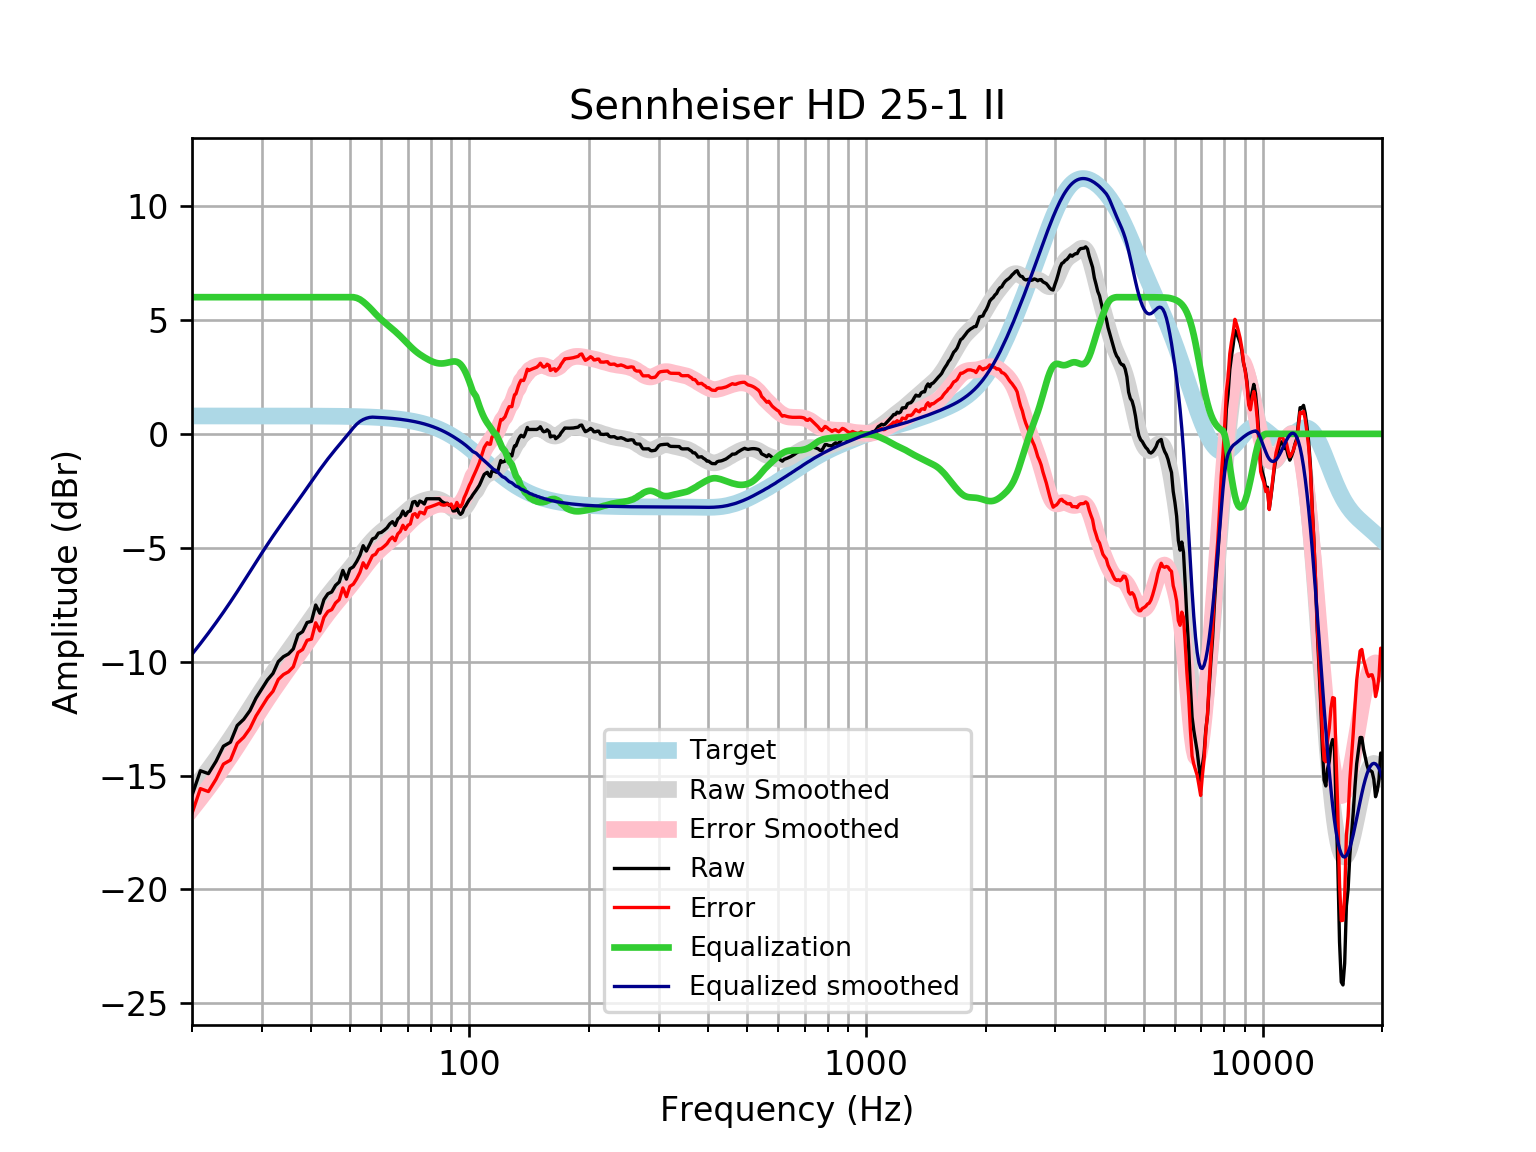 Sennheiser HD 25-1 II
Amplitude (dBr)
10
5
0
−5
−10
−15
−20
−25
Target
Raw Smoothed
Error Smoothed
Raw
Error
Equalization
Equalized smoothed
100 1000 10000
Frequency (Hz)